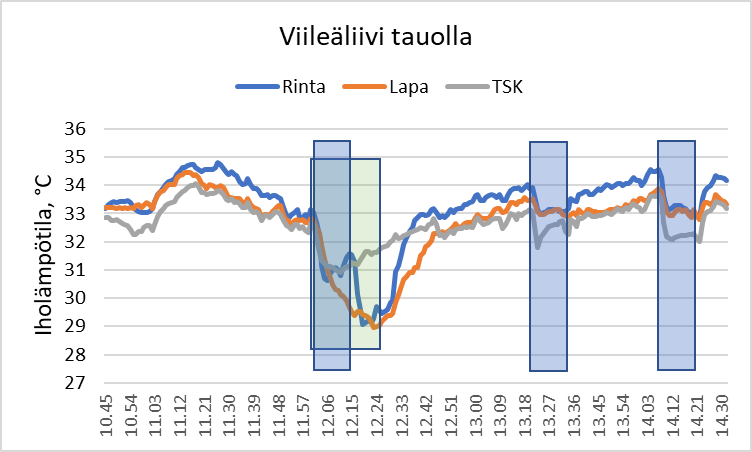 Viileäliivi tauolla
Rinta Lapa TSK
Iholämpötila, °C
36
35
34
33
32
31
30
29
28
27
10.45 10.54 11.03 11.12 11.21 11.30 11.39 11.48 11.57 12.06 12.15 12.24 12.33 12.42 12.51 13.00 13.09 13.18 13.27 13.36 13.45 13.54 14.03 14.12 14.21 14.30